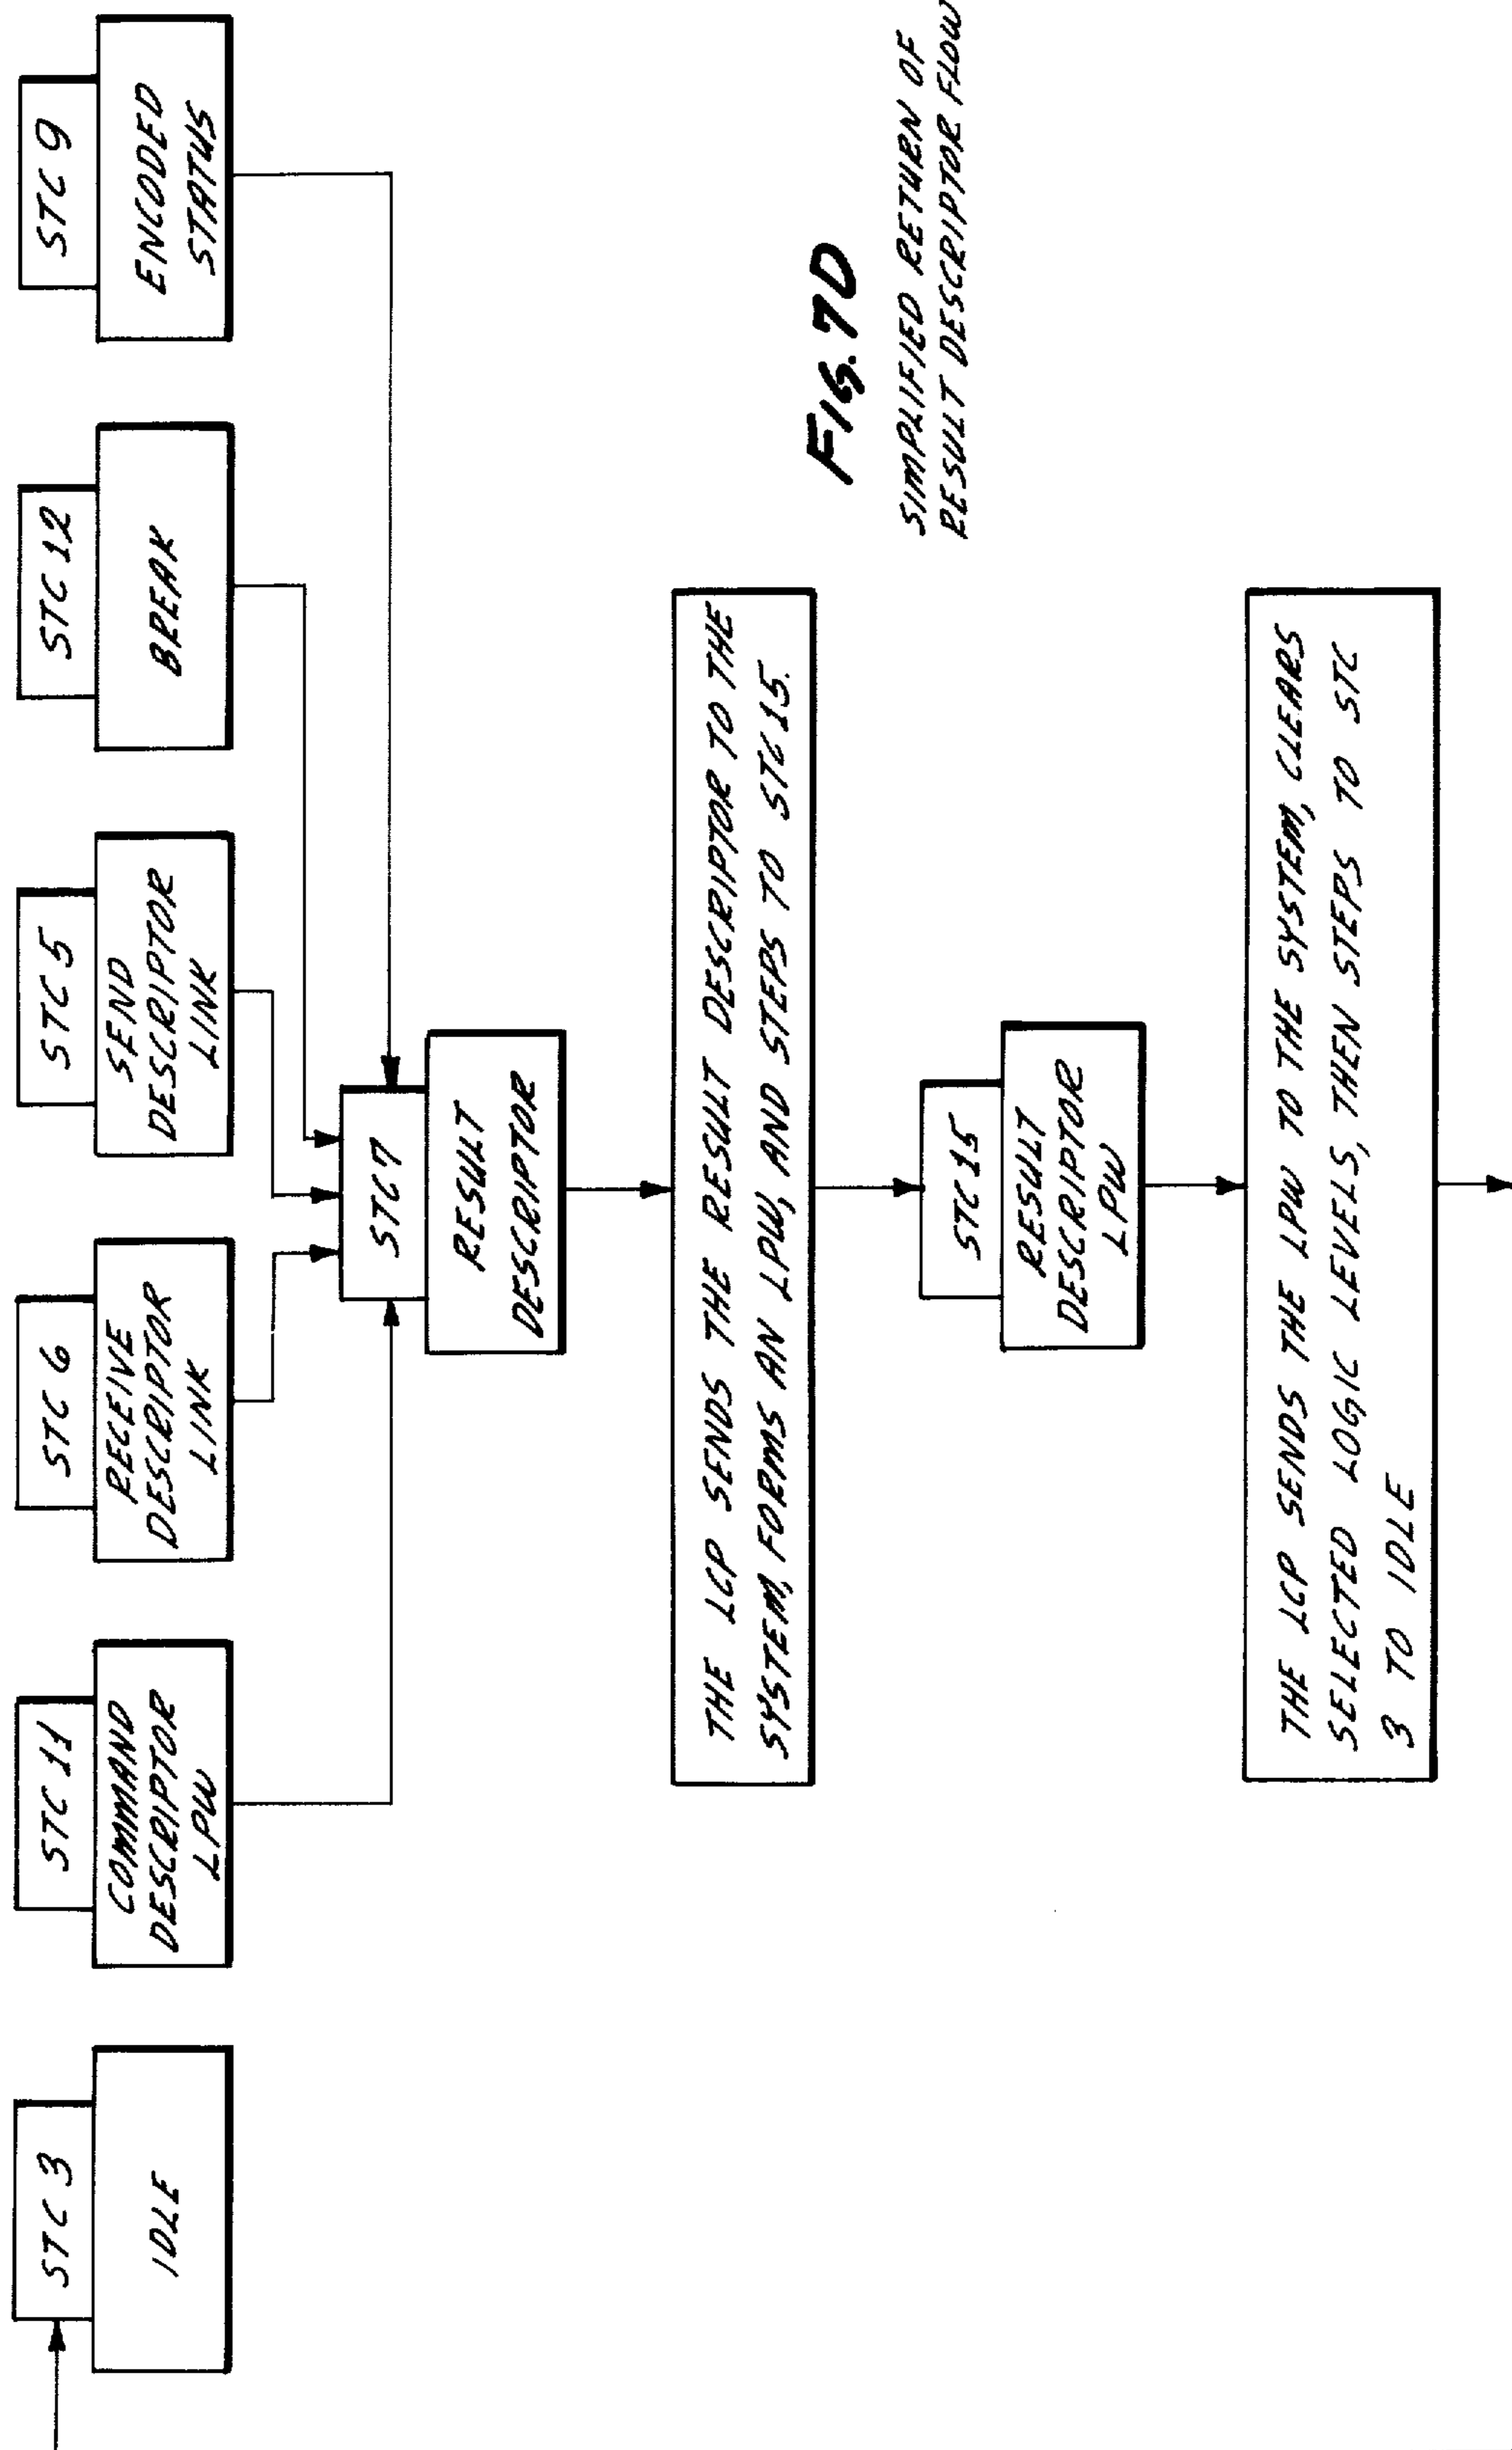 STC 3
IDLE
STC 11
COMMAND
DESCRIPTOR
LPW
STC 6
RECEIVE
DESCRIPTOR
LINK
STC 5
SEND
DESCRIPTOR
LINK
STC 12
BREAK
STC 9
ENCODED
STATUS
STC 7
RESULT
DESCRIPTOR
THE LCP SENDS THE RESULT DESCRIPTOR TO THE
SYSTEM, FORMS AN LPW, AND STEPS TO STC 15.
STC 15
RESULT
DESCRIPTOR
LPW
THE LCP SENDS THE LPW TO THE SYSTEM, CLEARS
SELECTED LOGIC LEVELS, THEN STEPS TO STC
3 TO IDLE
FIG. 7D
SIMPLIFIED RETURN OF
RESULT DESCRIPTOR FLOW